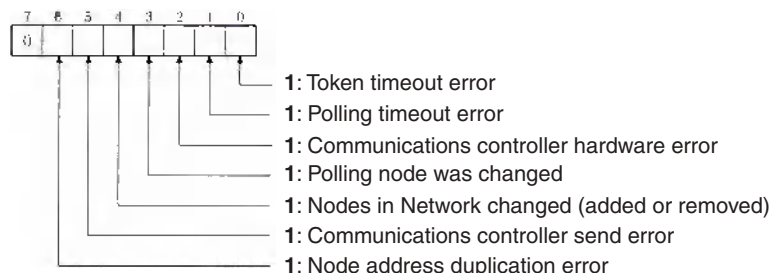 7 6 5 4 3 2 1 0
0
1: Token timeout error
1: Polling timeout error
1: Communications controller hardware error
1: Polling node was changed
1: Nodes in Network changed (added or removed)
1: Communications controller send error
1: Node address duplication error